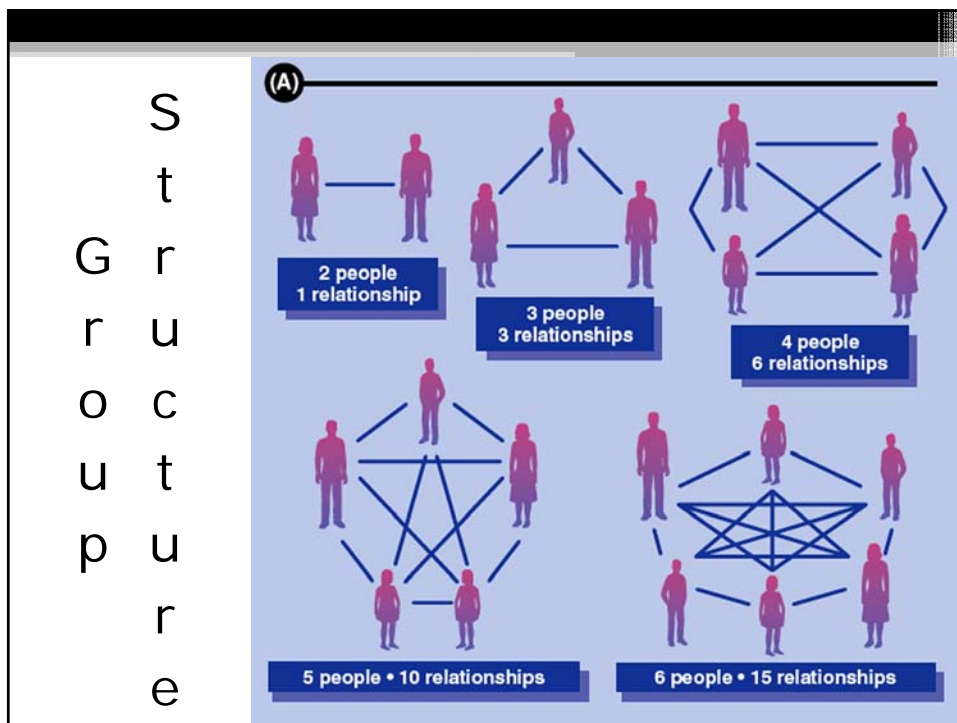 Group
Structure
(A)
2 people
1 relationship
3 people
3 relationships
4 people
6 relationships
5 people • 10 relationships
6 people • 15 relationships